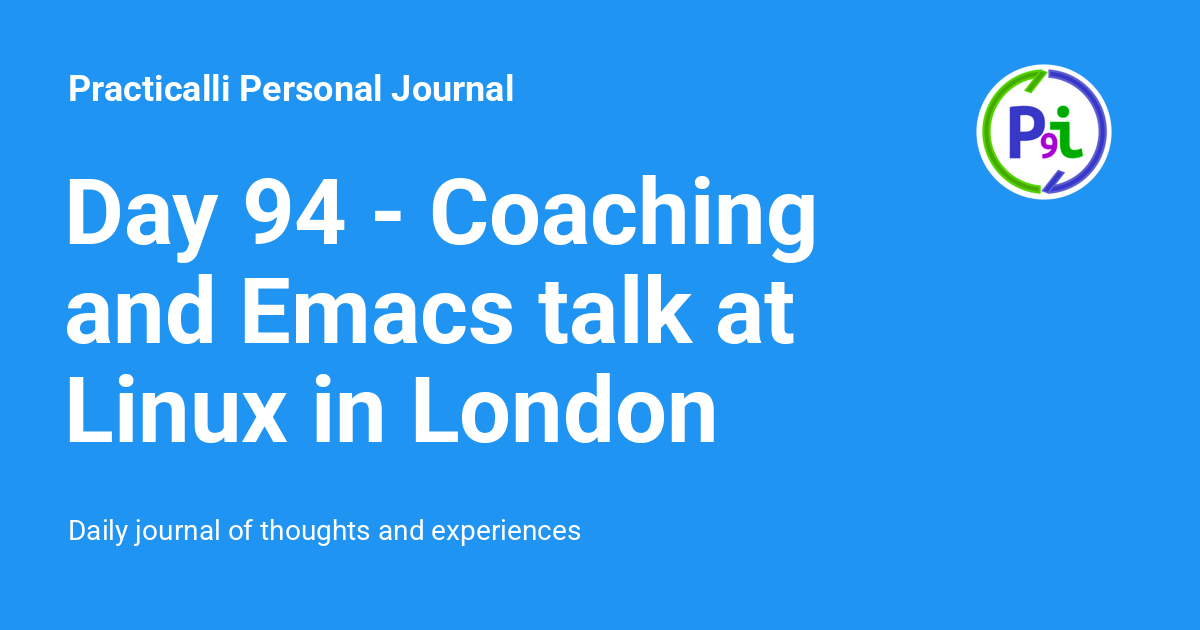 Practicalli Personal Journal
P9i
Day 94 - Coaching
and Emacs talk at
Linux in London
Daily journal of thoughts and experiences